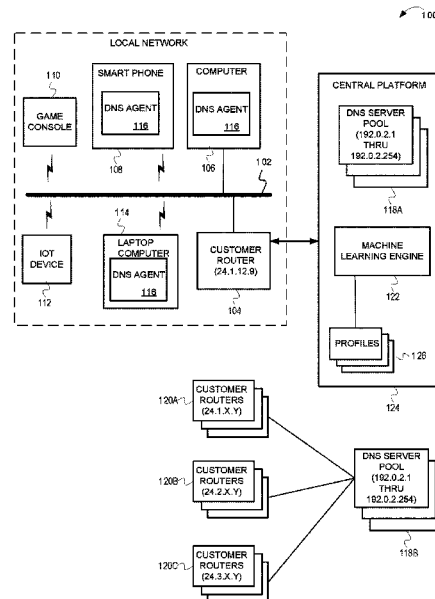 100
LOCAL NETWORK
110
GAME
CONSOLE
SMART PHONE
DNS AGENT
116
108
COMPUTER
DNS AGENT
116
106
102
IOT
DEVICE
112
114
LAPTOP
COMPUTER
DNS AGENT
116
CUSTOMER
ROUTER
(24.1.12.9)
104
CENTRAL PLATFORM
DNS SERVER
POOL
(192.0.2.1
THRU
192.0.2.254)
118A
MACHINE
LEARNING ENGINE
122
PROFILES
126
124
120A
CUSTOMER
ROUTERS
(24.1.X.Y)
120B
CUSTOMER
ROUTERS
(24.2.X.Y)
120C
CUSTOMER
ROUTERS
(24.3.X.Y)
DNS SERVER
POOL
(192.0.2.1
THRU
192.0.2.254)
118B